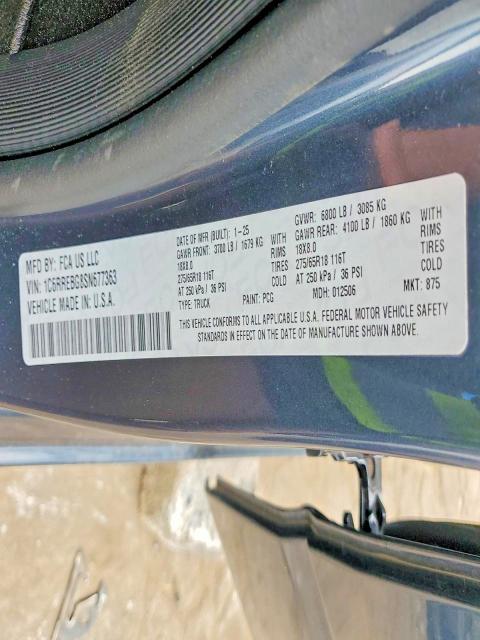 MFD BY: FCA US LLC
VIN: 1C6RREBG8SN677363
VEHICLE MADE IN: U.S.A.
DATE OF MFR (BUILT): 1-25
GAWR FRONT: 3700 LB / 1679 KG WITH
18X8.0 RIMS
275/65R18 116T TIRES
AT 250 kPa / 36 PSI COLD
TYPE: TRUCK PAINT: PCG
GVWR: 6800 LB / 3085 KG
GAWR REAR: 4100 LB / 1860 KG WITH
18X8.0 RIMS
275/65R18 116T TIRES
AT 250 kPa / 36 PSI COLD
MDH: 012506 MKT: 875
THIS VEHICLE CONFORMS TO ALL APPLICABLE U.S.A. FEDERAL MOTOR VEHICLE SAFETY
STANDARDS IN EFFECT ON THE DATE OF MANUFACTURE SHOWN ABOVE.